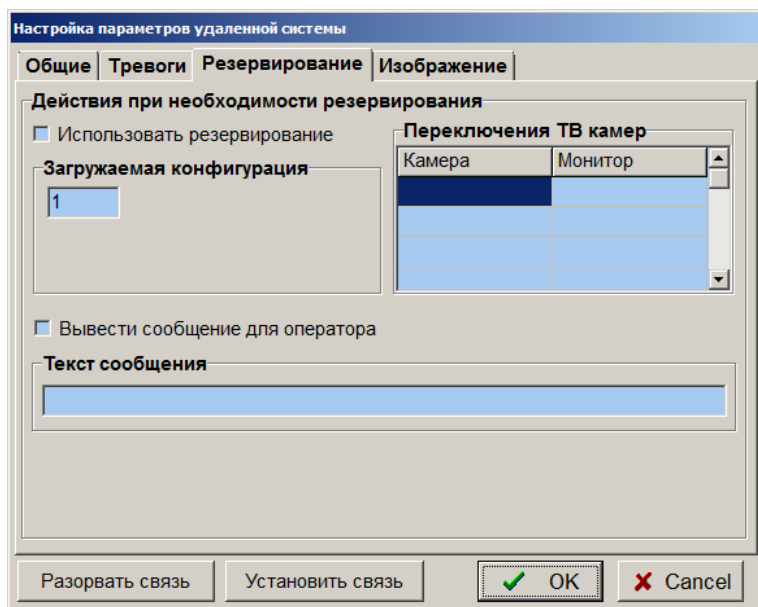 Настройка параметров удаленной системы
Общие Тревоги Резервирование Изображение
Действия при необходимости резервирования
Использовать резервирование
Переключения ТВ камер
Загружаемая конфигурация
Камера Монитор
1
Вывести сообщение для оператора
Текст сообщения
Разорвать связь Установить связь OK Cancel